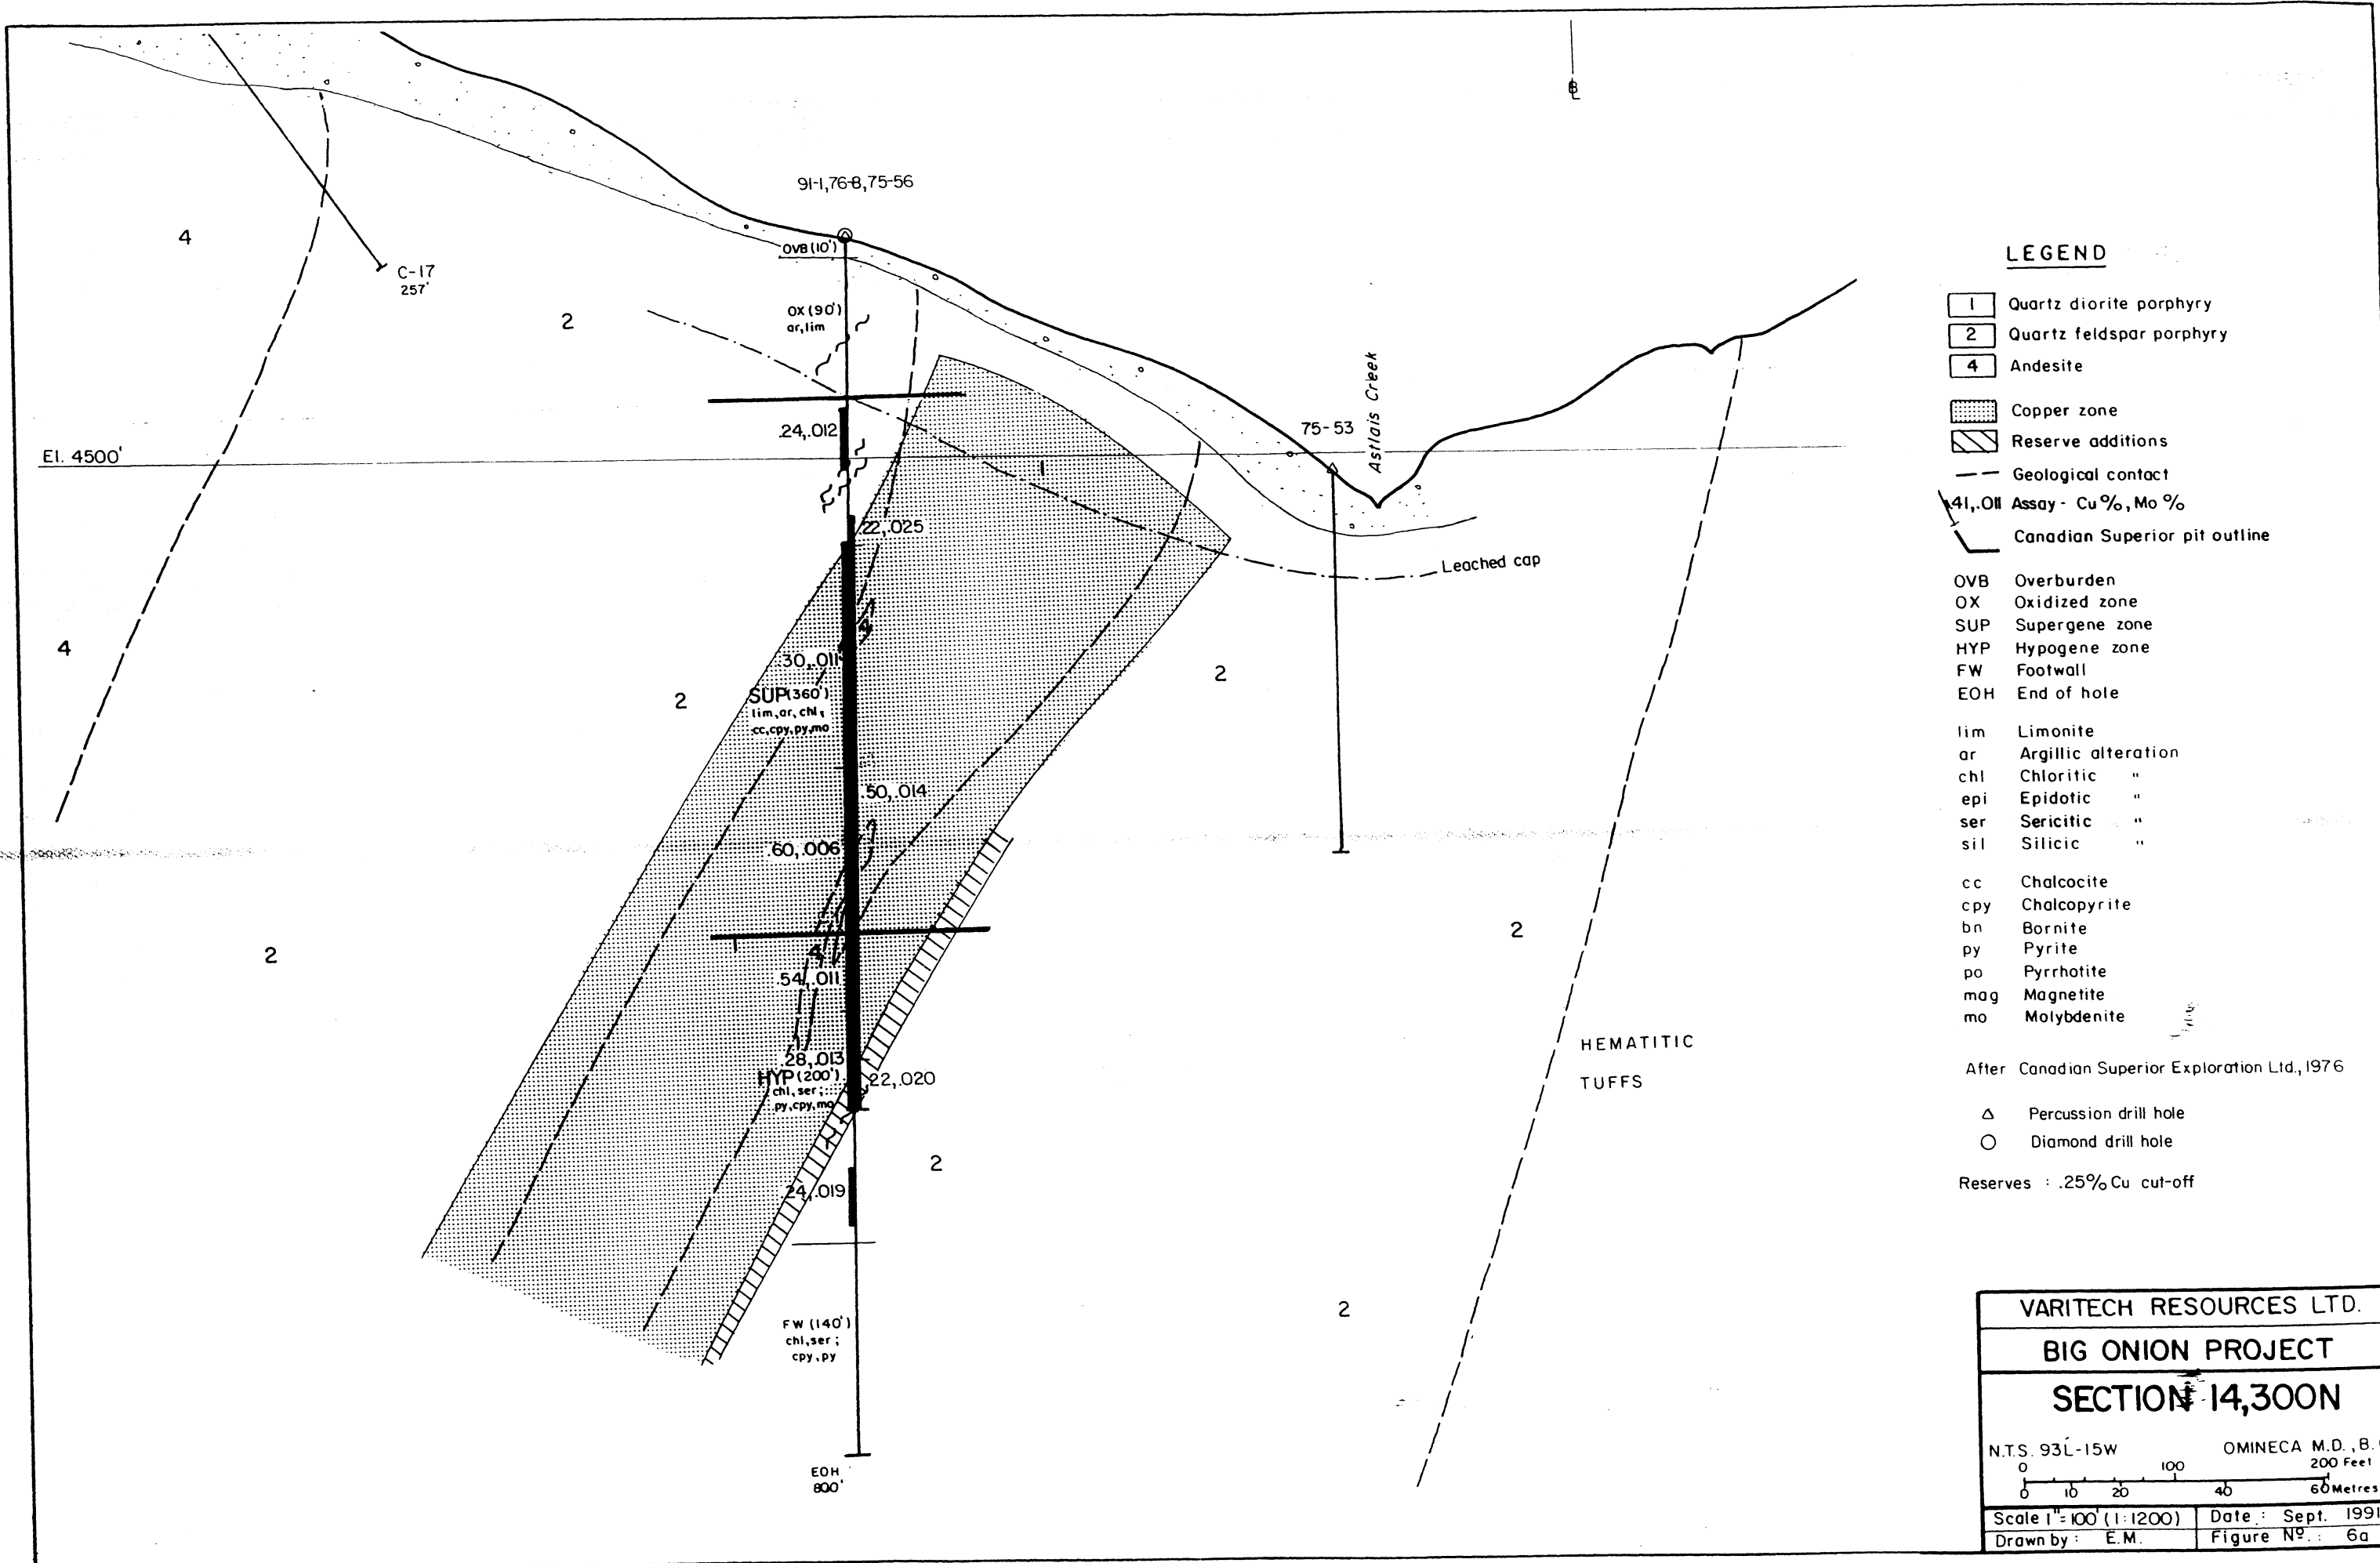 91-1,76-8,75-56
OVB (10')
4
C-17
257'
2
OX (90')
ar, lim
El. 4500'
.24,.012
75-53
Astlais Creek
1
22,.025
Leached cap
4
4
.30,.011
2
SUP (360')
lim, ar, chl,
cc, cpy, py, mo
2
.50,.014
.60,.006
2
1
4
.54,.011
2
HEMATITIC
TUFFS
.28,.013
HYP (200')
chl, ser;
py, cpy, mo
22,.020
2
.24,.019
2
FW (140')
chl, ser;
cpy, py
EOH
800'
LEGEND
1 Quartz diorite porphyry
2 Quartz feldspar porphyry
4 Andesite
Copper zone
Reserve additions
Geological contact
.41,.011 Assay - Cu %, Mo %
Canadian Superior pit outline
OVB Overburden
OX Oxidized zone
SUP Supergene zone
HYP Hypogene zone
FW Footwall
EOH End of hole
lim Limonite
ar Argillic alteration
chl Chloritic "
epi Epidotic "
ser Sericitic "
sil Silicic "
cc Chalcocite
cpy Chalcopyrite
bn Bornite
py Pyrite
po Pyrrhotite
mag Magnetite
mo Molybdenite
After Canadian Superior Exploration Ltd., 1976
Percussion drill hole
Diamond drill hole
Reserves : .25% Cu cut-off
VARITECH RESOURCES LTD.
BIG ONION PROJECT
SECTION 14,300N
N.T.S. 93L-15W OMINECA M.D., B.
0 100 200 Feet
0 10 20 40 60 Metres
Scale 1"=100' (1:1200) Date : Sept. 1991
Drawn by : E.M. Figure Nº. : 6a